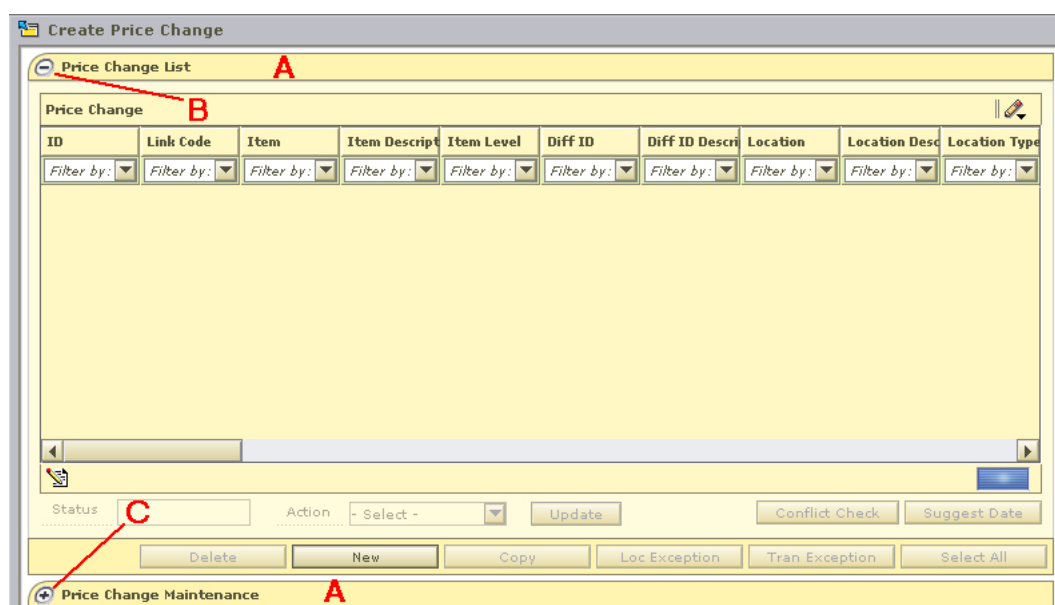 Create Price Change
Price Change List A
B
Price Change
ID Link Code Item Item Descript Item Level Diff ID Diff ID Descri Location Location Desc Location Type
Filter by: Filter by: Filter by: Filter by: Filter by: Filter by: Filter by: Filter by: Filter by: Filter by:
C
Status Action - Select - Update Conflict Check Suggest Date
Delete New Copy Loc Exception Tran Exception Select All
Price Change Maintenance A